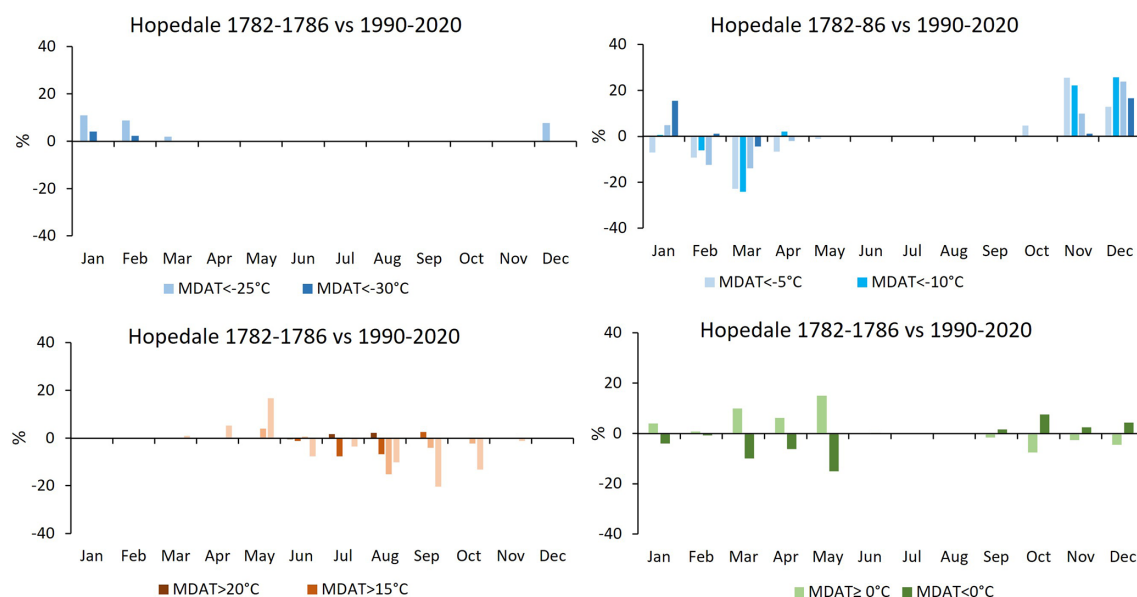 Hopedale 1782-1786 vs 1990-2020
40
20
0
-20
-40
%
Jan Feb Mar Apr May Jun Jul Aug Sep Oct Nov Dec
MDAT<-25°C MDAT<-30°C
Hopedale 1782-86 vs 1990-2020
40
20
0
-20
-40
%
Jan Feb Mar Apr May Jun Jul Aug Sep Oct Nov Dec
MDAT<-5°C MDAT<-10°C
Hopedale 1782-1786 vs 1990-2020
40
20
0
-20
-40
%
Jan Feb Mar Apr May Jun Jul Aug Sep Oct Nov Dec
MDAT>20°C MDAT>15°C
Hopedale 1782-1786 vs 1990-2020
40
20
0
-20
-40
%
Jan Feb Mar Apr May Jun Jul Aug Sep Oct Nov Dec
MDAT≥ 0°C MDAT<0°C